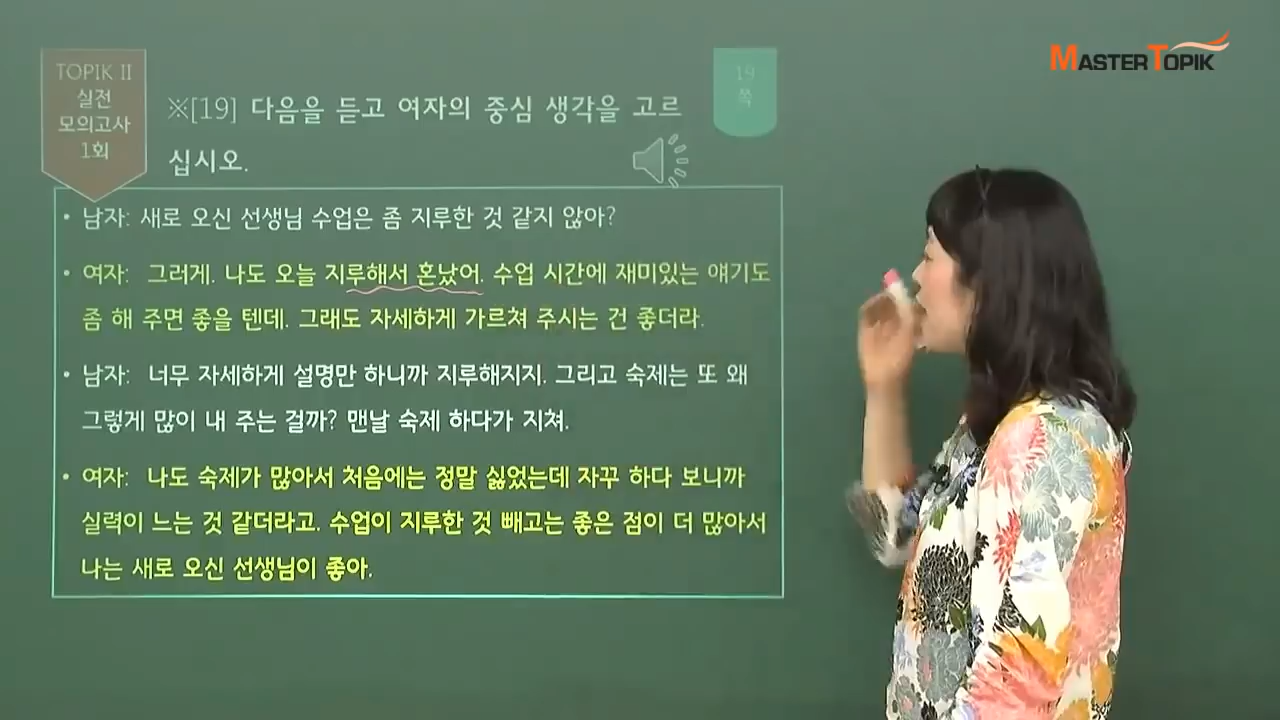 MASTER TOPIK
TOPIK II
실전
모의고사
1회
19
쪽
※[19] 다음을 듣고 여자의 중심 생각을 고르
십시오.
• 남자: 새로 오신 선생님 수업은 좀 지루한 것 같지 않아?
• 여자: 그러게. 나도 오늘 지루해서 혼났어. 수업 시간에 재미있는 얘기도
좀 해 주면 좋을 텐데. 그래도 자세하게 가르쳐 주시는 건 좋더라.
• 남자: 너무 자세하게 설명만 하니까 지루해지지. 그리고 숙제는 또 왜
그렇게 많이 내 주는 걸까? 맨날 숙제 하다가 지쳐.
• 여자: 나도 숙제가 많아서 처음에는 정말 싫었는데 자꾸 하다 보니까
실력이 느는 것 같더라고. 수업이 지루한 것 빼고는 좋은 점이 더 많아서
나는 새로 오신 선생님이 좋아.